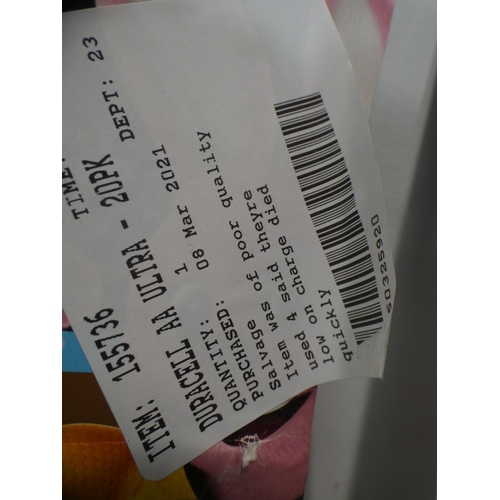 TIME:
ITEM: 155736 DEPT: 23
DURACELL AA ULTRA - 20PK
QUANTITY: 1
PURCHASED: 08 Mar 2021
Salvage
Item was of poor quality
used 4 said theyre
low on charge died
quickly
50325920